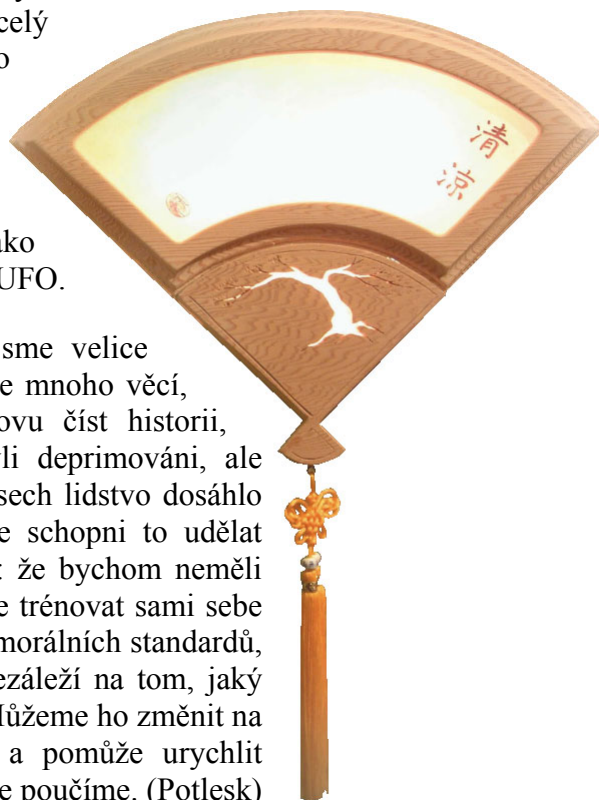 celý
o
清
涼
ako
UFO.
sme velice
e mnoho věcí,
ovu číst historii,
li deprimováni, ale
sech lidstvo dosáhlo
e schopni to udělat
že bychom neměli
e trénovat sami sebe
morálních standardů,
ezáleží na tom, jaký
Můžeme ho změnit na
a pomůže urychlit
e poučíme. (Potlesk)